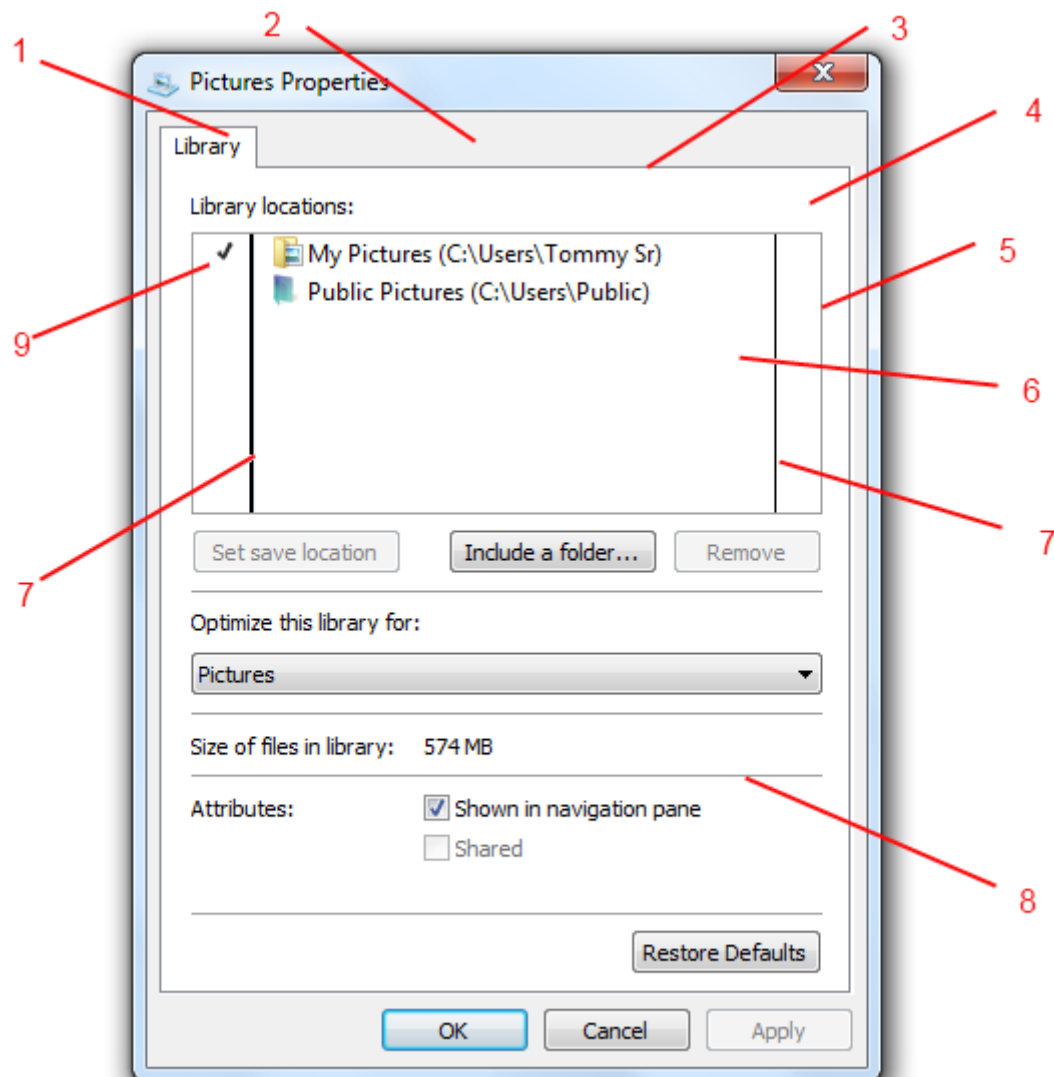 2
3
1
Pictures Properties
x
4
Library
Library locations:
My Pictures (C:\Users\Tommy Sr)
5
Public Pictures (C:\Users\Public)
9
6
Set save location Include a folder... Remove
7
7
Optimize this library for:
Pictures
Size of files in library: 574 MB
Attributes: Shown in navigation pane
Shared
8
Restore Defaults
OK Cancel Apply